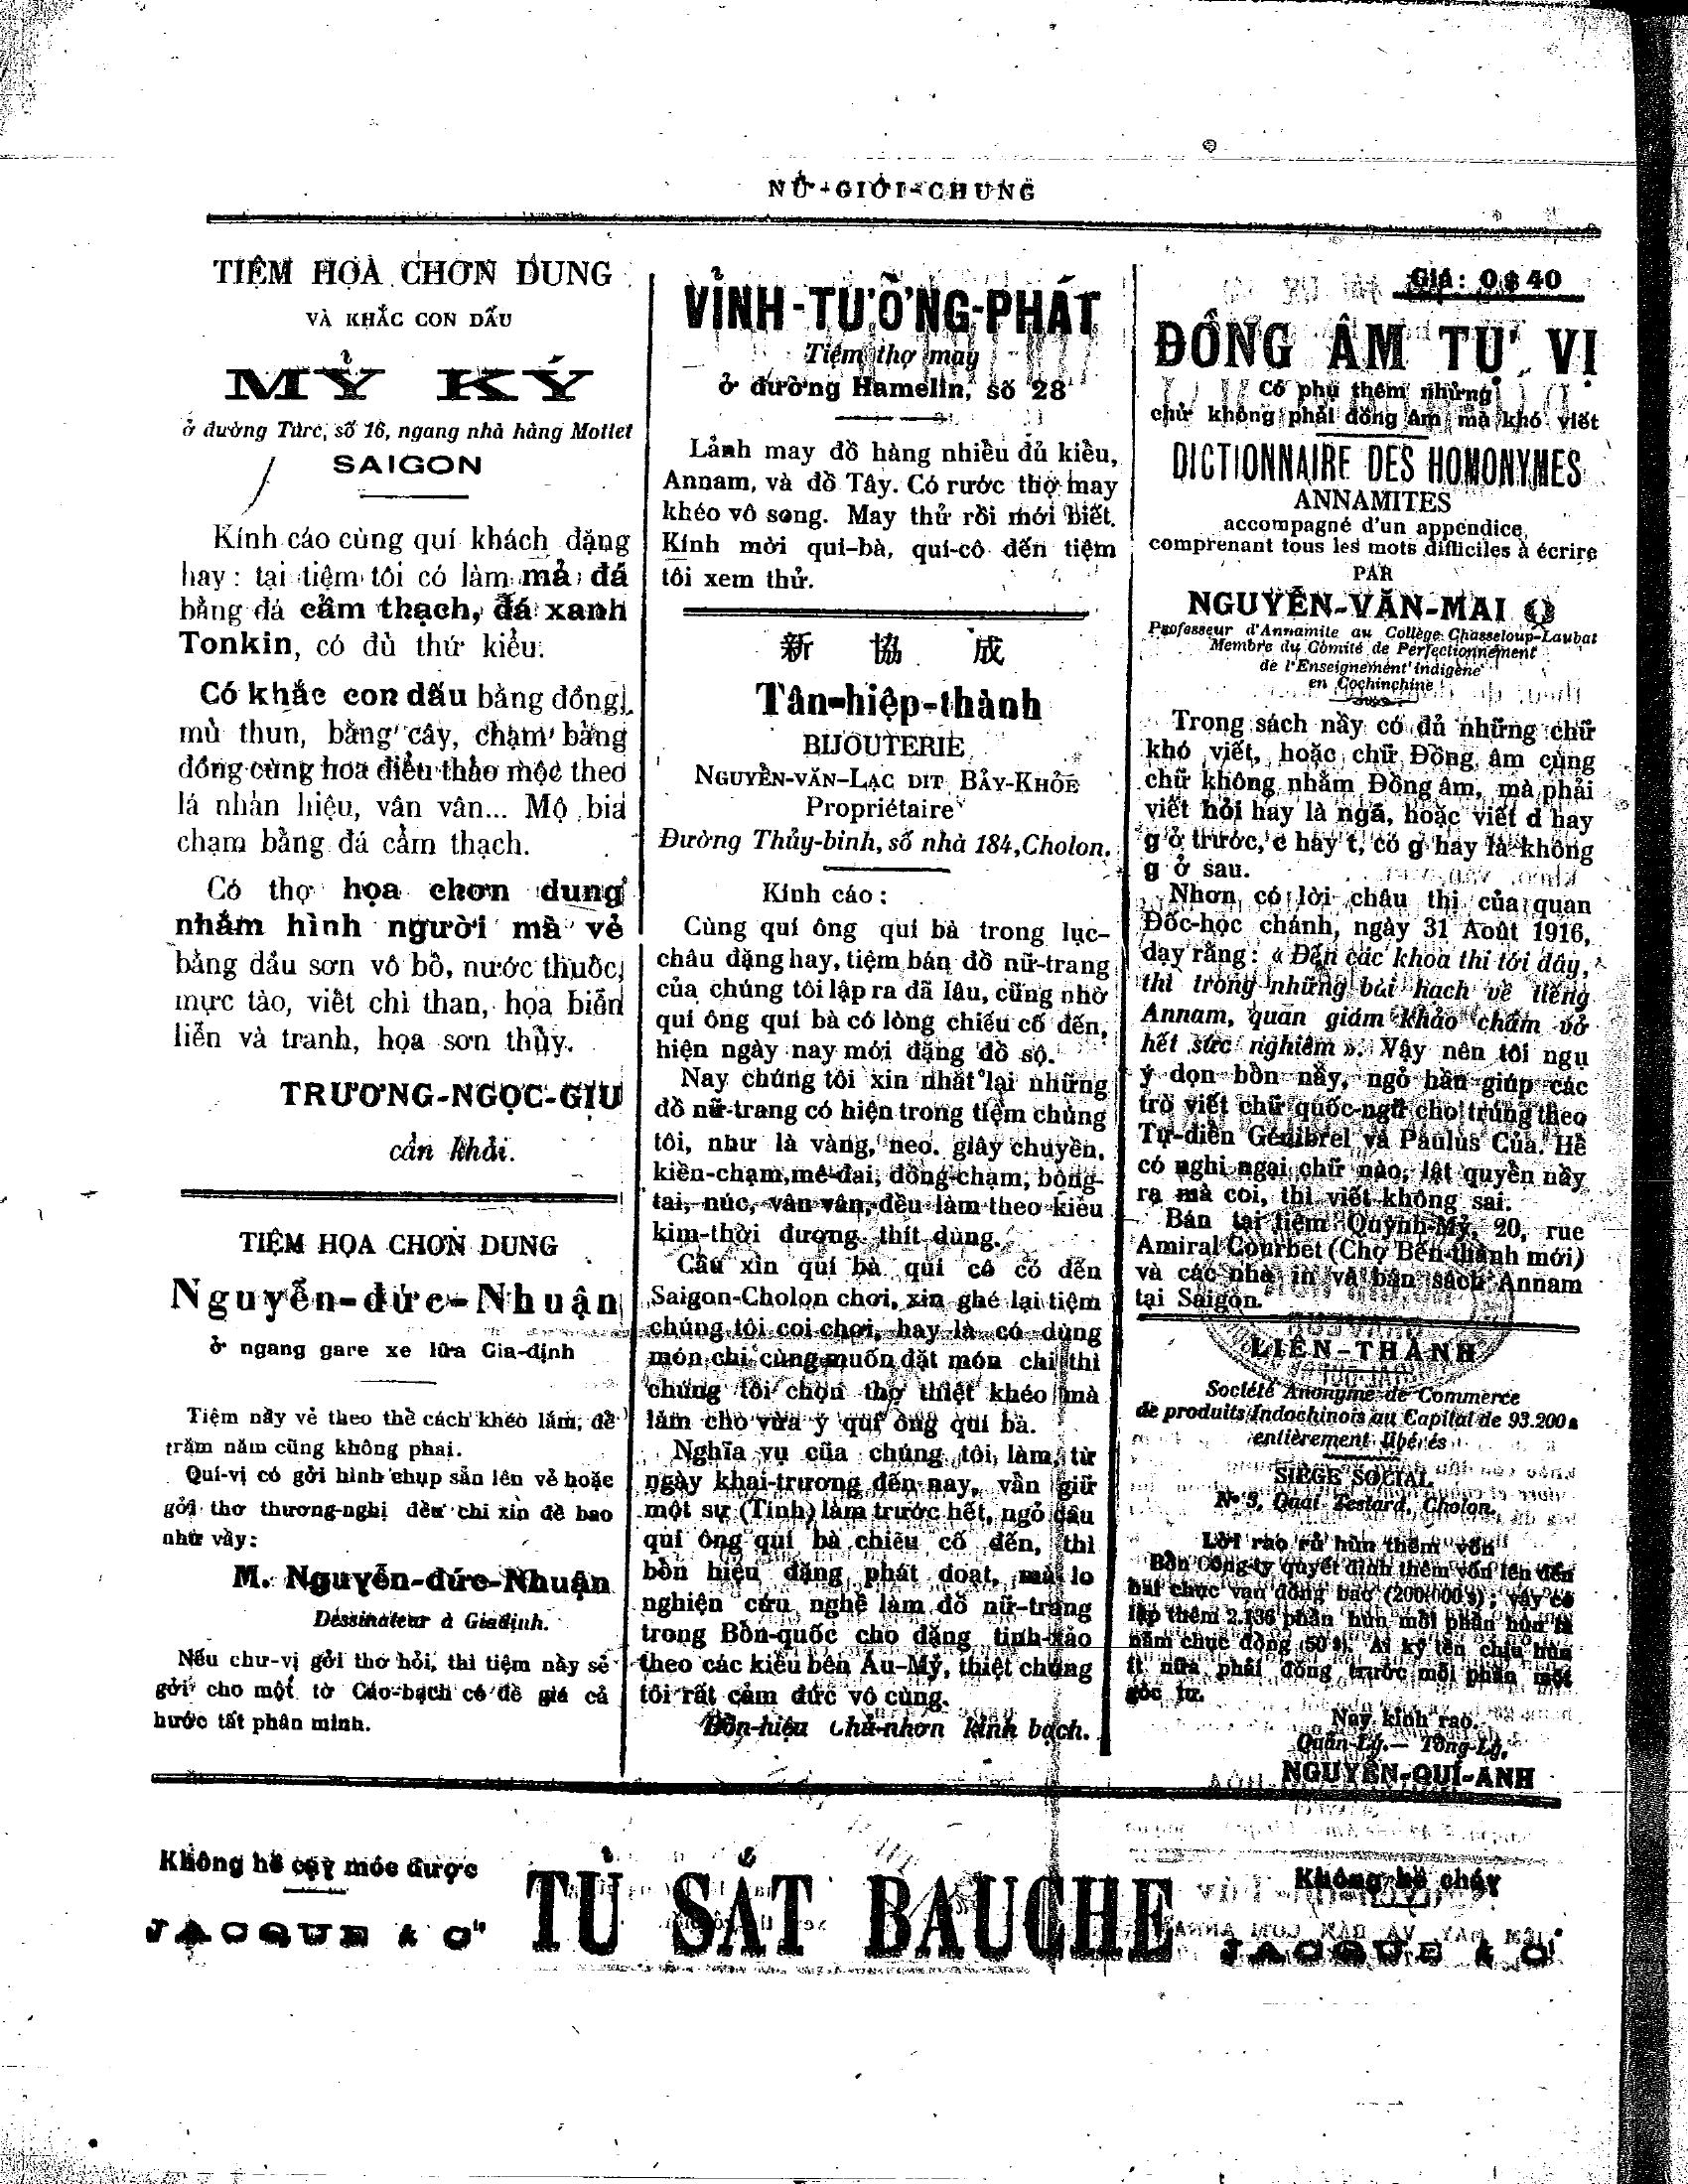 NỮ-GIỚI-CHUNG
TIỆM HỌA CHƠN DUNG
VÀ KHẮC CON DẤU
MỶ KÝ
ở đường Turc, số 16, ngang nhà hàng Mottet
SAIGON
Kính cáo cùng quí khách đặng
hay: tại tiệm tôi có làm mả đá
bằng đá cẩm thạch, đá xanh
Tonkin, có đủ thứ kiểu.
Có khắc con dấu bằng đồng,
mủ thun, bằng cây, chạm bằng
đồng cùng hoa điểu thảo mộc theo
lá nhản hiệu, vân vân... Mộ bia
chạm bằng đá cẩm thạch.
Có thợ họa chơn dung
nhắm hình người mà vẻ
bằng dầu sơn vô bố, nước thuốc,
mực tào, viết chì than, họa biển
liễn và tranh, họa sơn thủy.
TRƯƠNG-NGỌC-GIỤ
cẩn khải.
TIỆM HỌA CHƠN DUNG
Nguyễn-đức-Nhuận
ở ngang gare xe lửa Gia-định
Tiệm nầy vẻ theo thể cách khéo lắm, để
trăm năm cũng không phai.
Quí-vị có gởi hình chụp sẳn lên vẻ hoặc
gởi thơ thương-nghị đều chi xin đề bao
như vầy:
M. Nguyễn-đức-Nhuận
Dessinateur à Giadịnh.
Nếu chư-vị gởi thơ hỏi, thì tiệm nầy sẻ
gởi cho một tờ Cáo-bạch có đề giá cả
hước tất phân minh.
VỈNH-TƯỜNG-PHÁT
Tiệm thợ may
ở đường Hamelin, số 28
Lảnh may đồ hàng nhiều đủ kiểu,
Annam, và đồ Tây. Có rước thợ may
khéo vô song. May thử rồi mới biết.
Kính mời quí-bà, quí-cô đến tiệm
tôi xem thử.
新 協 成
Tân-hiệp-thành
BIJOUTERIE
NGUYỄN-VĂN-LẠC DIT BẢY-KHỎE
Propriétaire
Đường Thủy-binh, số nhà 184, Cholon.
Kính cáo:
Cùng quí ông quí bà trong lục-
châu đặng hay, tiệm bán đồ nữ-trang
của chúng tôi lập ra đã lâu, cũng nhờ
quí ông quí bà có lòng chiếu cố đến,
hiện ngày nay mới đặng đồ sộ.
Nay chúng tôi xin nhắt lại những
đồ nữ-trang có hiện trong tiệm chúng
tôi, như là vàng, neo. giây chuyền,
kiền-chạm, mề-đai, đồng-chạm, bông-
tai, núc, vân vân, đều làm theo kiểu
kim-thời đương thít dùng.
Cầu xin quí bà quí cô có đến
Saigon-Cholon chơi, xin ghé lại tiệm
chúng tôi coi chơi, hay là có dùng
món chi cùng muốn đặt món chi thì
chúng tôi chọn thợ thiệt khéo mà
làm cho vừa ý quí ông quí bà.
Nghĩa vụ của chúng tôi, làm từ
ngày khai-trương đến nay, vẫn giữ
một sự (Tính) làm trước hết, ngỏ cầu
quí ông quí bà chiếu cố đến, thì
bổn hiệu đặng phát đoạt, mà lo
nghiện cứu nghề làm đồ nữ-trang
trong Bổn-quốc cho đặng tinh-xảo
theo các kiểu bên Âu-Mỷ, thiệt chúng
tôi rất cảm đức vô cùng.
Bổn-hiệu Chủ-nhơn kính bạch.
Giá: 0$40
ĐỒNG ÂM TỰ VỊ
Có phụ thêm những
chữ không phải đồng âm mà khó viết
DICTIONNAIRE DES HOMONYMES
ANNAMITES
accompagné d'un appendice,
comprenant tous les mots difficiles à écrire
PAR
NGUYỄN-VĂN-MAI
Professeur d'Annamite au Collège Chasseloup-Laubat
Membre du Comité de Perfectionnement
de l'Enseignement indigène
en Cochinchine
Trong sách nầy có đủ những chữ
khó viết, hoặc chữ Đồng âm cùng
chữ không nhằm Đồng âm, mà phải
viết hỏi hay là ngã, hoặc viết d hay
g ở trước, c hay t, có g hay là không
g ở sau.
Nhơn có lời châu thi của quan
Đốc-học chánh, ngày 31 Août 1916,
dạy rằng: « Đến các khoa thi tới đây,
thì trong những bài hạch về tiếng
Annam, quan giám khảo chấm vở
hết sức nghiêm ». Vậy nên tôi ngụ
ý dọn bổn nầy, ngỏ hầu giúp các
trò viết chữ quốc-ngữ cho trúng theo
Tự-điển Génibrel và Paulus Của. Hễ
có nghi ngại chữ nào, lật quyển nầy
ra mà coi, thì viết không sai.
Bán tại tiệm Quỳnh-Mỷ, 20, rue
Amiral Courbet (Chợ Bến-thành mới)
và các nhà in và bán sách Annam
tại Saigon.
LIÊN-THÀNH
Société Anonyme de Commerce
de produits Indochinois au Capital de 93.200$
entièrement libérés
SIÈGE SOCIAL
N° 3, Quai Testard, Cholon.
Lời rao rủ hùn thêm vốn
Bổn Công-ty quyết định thêm vốn lên đến
hai chục vạn đồng bạc (200.000$); vậy có
lập thêm 2.136 phần hùn mỗi phần hùn là
năm chục đồng (50$). Ai ký tên chịu hùn
ít nữa phải đóng trước mỗi phần một
góc tư.
Nay kính rao.
Quản-Lý.— Tổng-Lý.
NGUYỄN-QUÍ-ANH
Không hề cạy móc được
JACQUE & Cie
TỦ SẮT BAUCHE
Không hề cháy
JACQUE & Cie